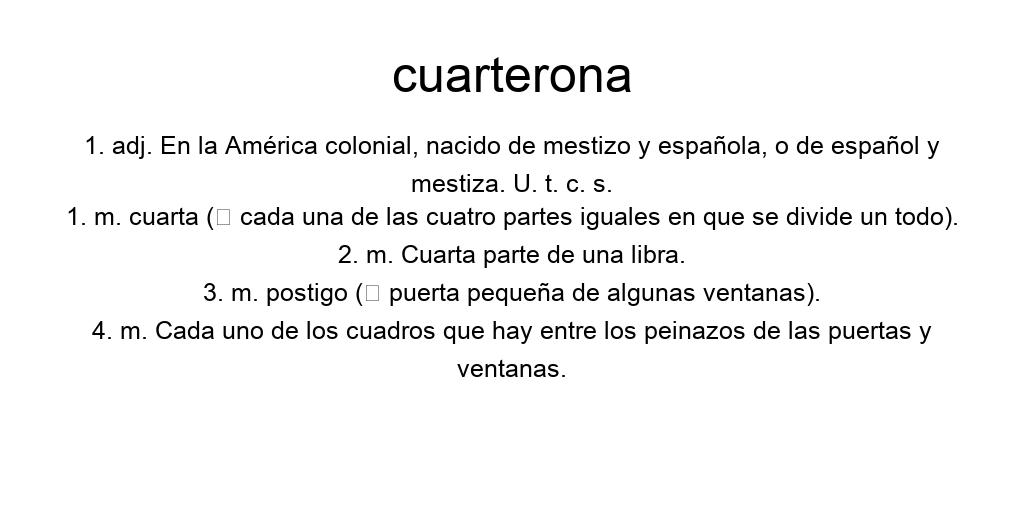 cuarterona
1. adj. En la América colonial, nacido de mestizo y española, o de español y
mestiza. U. t. c. s.
1. m. cuarta (□ cada una de las cuatro partes iguales en que se divide un todo).
2. m. Cuarta parte de una libra.
3. m. postigo (□ puerta pequeña de algunas ventanas).
4. m. Cada uno de los cuadros que hay entre los peinazos de las puertas y
ventanas.